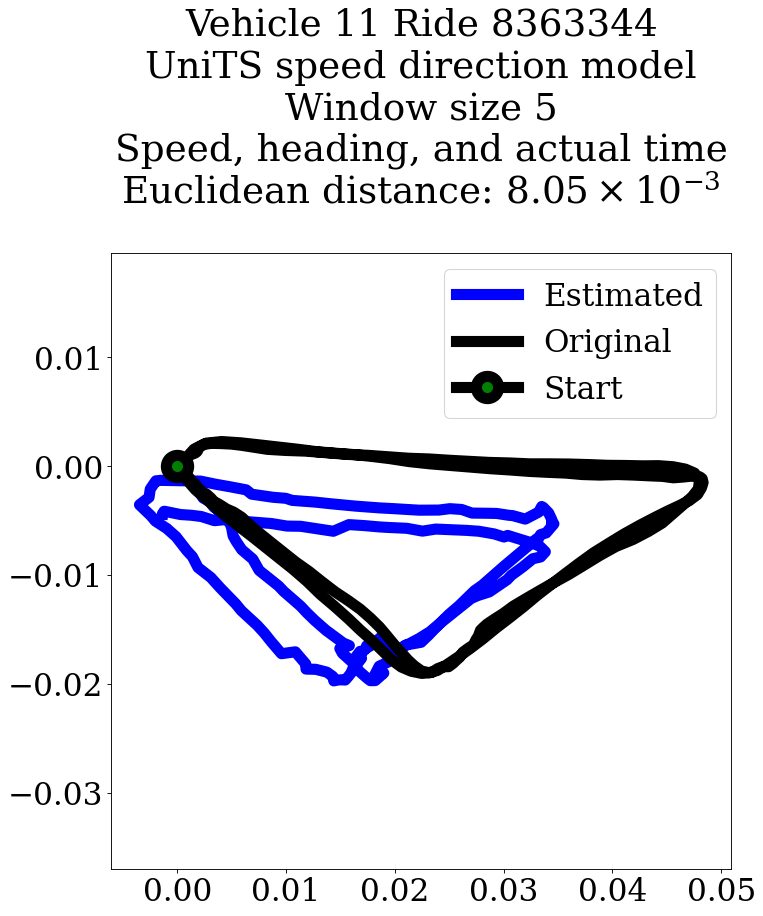 Vehicle 11 Ride 8363344
UniTS speed direction model
Window size 5
Speed, heading, and actual time
Euclidean distance: 8.05 × 10⁻³
Estimated
Original
Start
0.01
0.00
−0.01
−0.02
−0.03
0.00 0.01 0.02 0.03 0.04 0.05